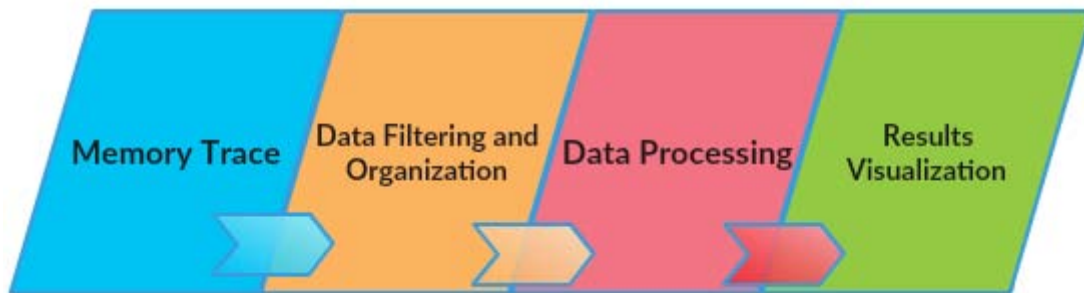 Memory Trace
Data Filtering and
Organization
Data Processing
Results
Visualization